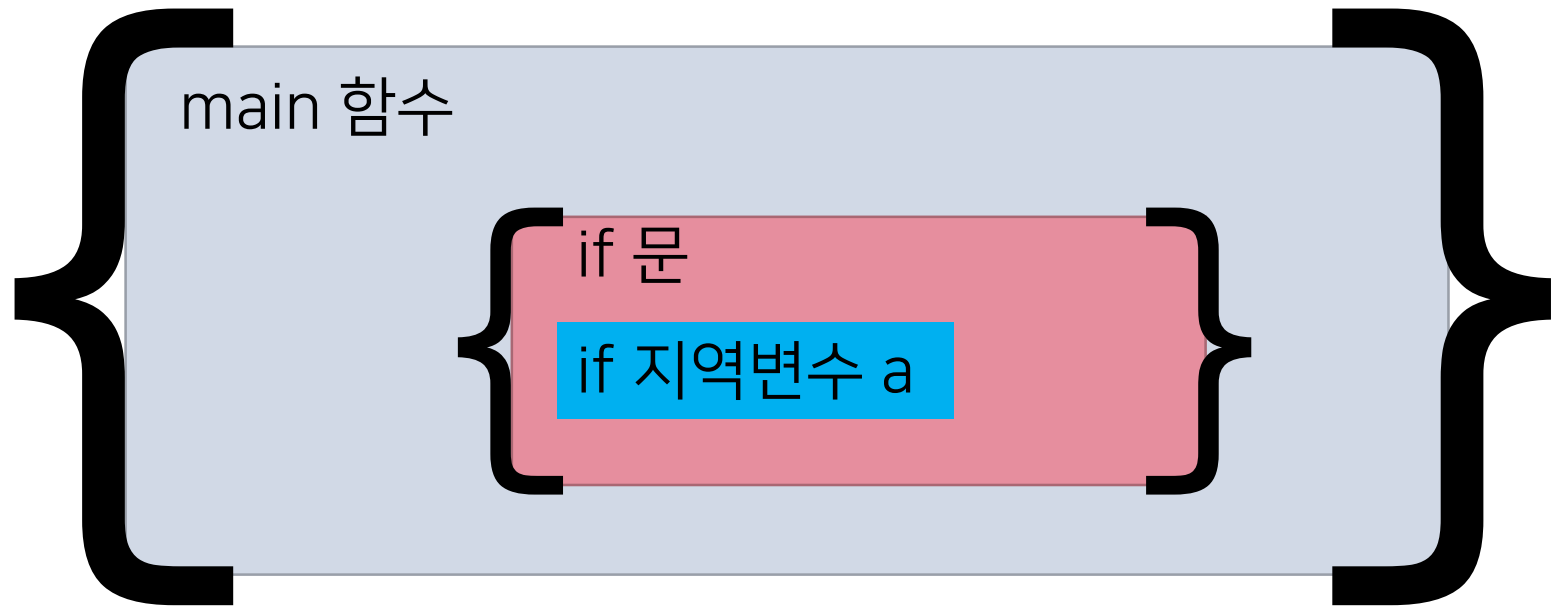 main 함수
if 문
if 지역변수 a